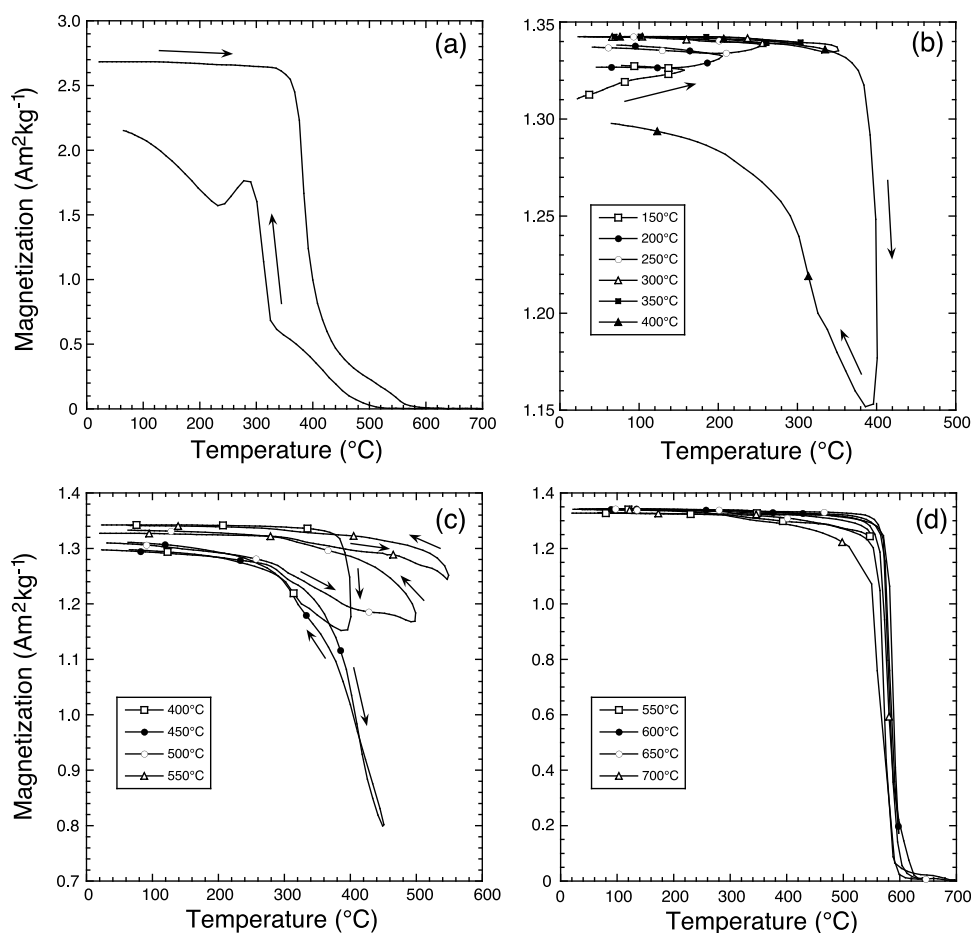 (a)
3.0
2.5
2.0
1.5
1.0
0.5
0
0 100 200 300 400 500 600 700
Temperature (°C)
Magnetization (Am²kg⁻¹)
(b)
1.35
1.30
1.25
1.20
1.15
150°C
200°C
250°C
300°C
350°C
400°C
0 100 200 300 400 500
Temperature (°C)
(c)
1.4
1.3
1.2
1.1
1.0
0.9
0.8
0.7
400°C
450°C
500°C
550°C
0 100 200 300 400 500 600
Temperature (°C)
Magnetization (Am²kg⁻¹)
(d)
1.4
1.2
1.0
0.8
0.6
0.4
0.2
0
550°C
600°C
650°C
700°C
0 100 200 300 400 500 600 700
Temperature (°C)